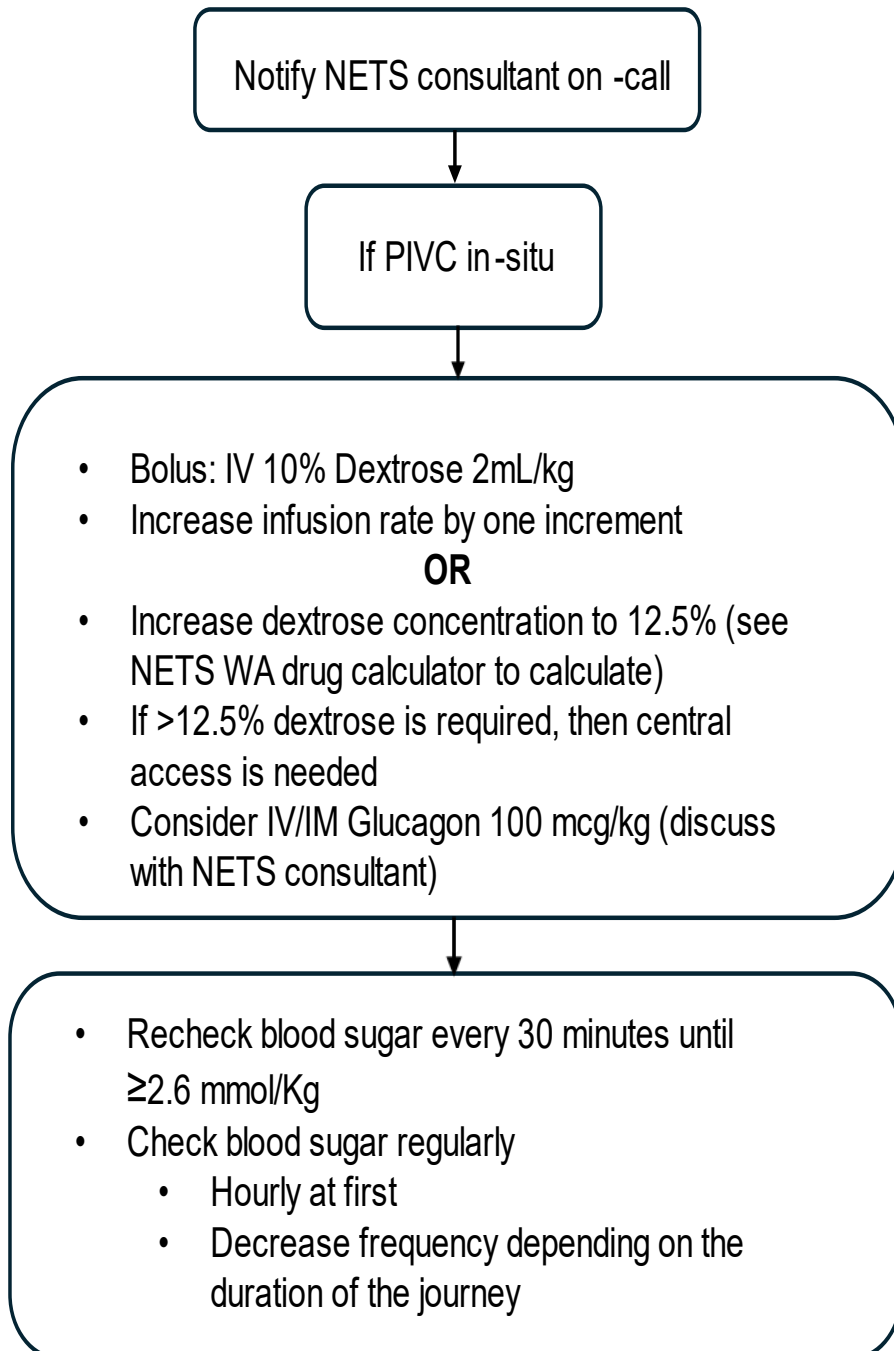 Notify NETS consultant on -call
If PIVC in -situ
• Bolus: IV 10% Dextrose 2mL/kg
• Increase infusion rate by one increment
OR
• Increase dextrose concentration to 12.5% (see
NETS WA drug calculator to calculate)
• If >12.5% dextrose is required, then central
access is needed
• Consider IV/IM Glucagon 100 mcg/kg (discuss
with NETS consultant)
• Recheck blood sugar every 30 minutes until
≥2.6 mmol/Kg
• Check blood sugar regularly
• Hourly at first
• Decrease frequency depending on the
duration of the journey